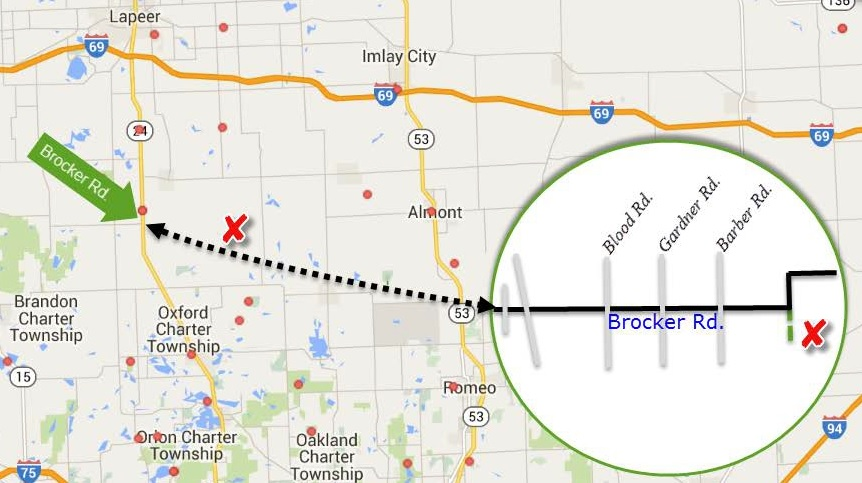 Lapeer
136
69
Imlay City
69
69
69
24
53
Brocker Rd.
Almont
Blood Rd.
Gardner Rd.
Barber Rd.
Brandon
Charter
Township
Oxford
Charter
Township
53
Brocker Rd.
15
Romeo
53
Orion Charter
Township
Oakland
Charter
Township
94
75